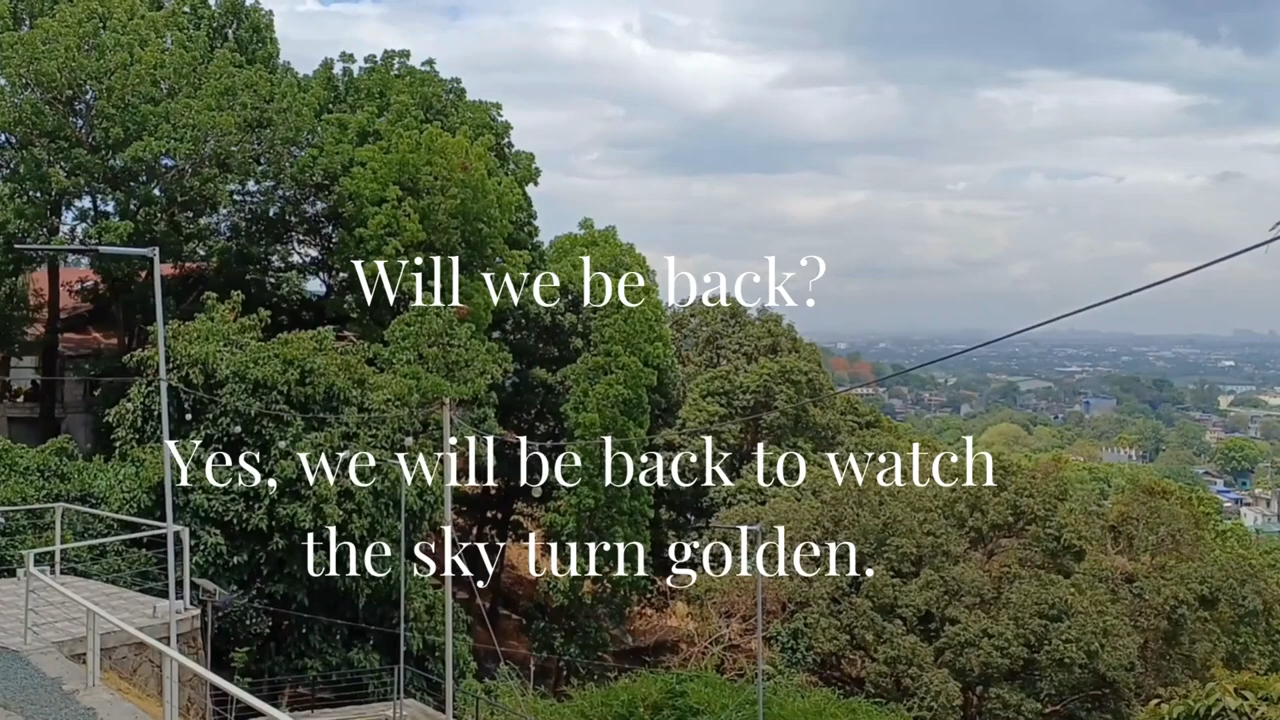 Will we be back?
Yes, we will be back to watch
the sky turn golden.